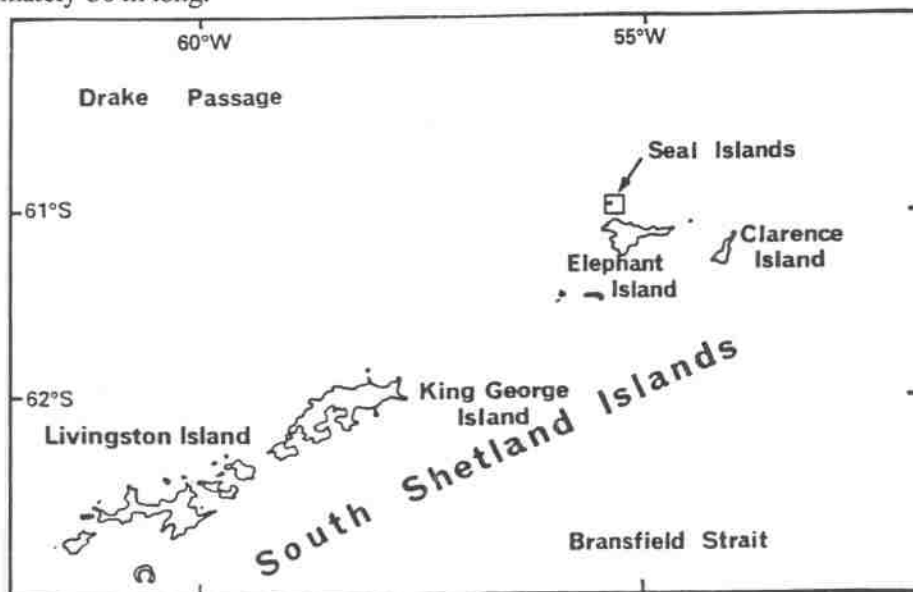 60°W
55°W
Drake Passage
Seal Islands
61°S
Clarence
Island
Elephant
Island
62°S
King George
Island
Livingston Island
South Shetland Islands
Bransfield Strait